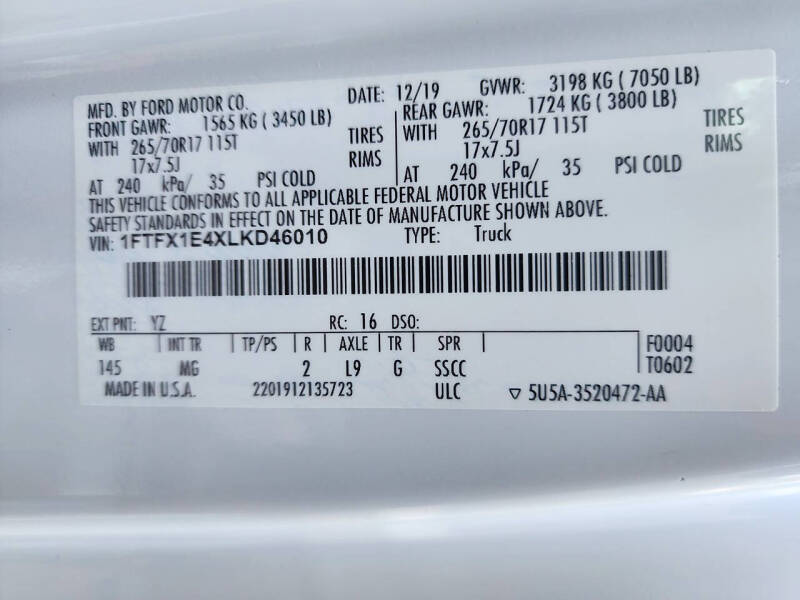 MFD. BY FORD MOTOR CO. DATE: 12/19 GVWR: 3198 KG ( 7050 LB)
FRONT GAWR: 1565 KG ( 3450 LB) REAR GAWR: 1724 KG ( 3800 LB)
WITH 265/70R17 115T TIRES WITH 265/70R17 115T TIRES
17x7.5J RIMS 17x7.5J RIMS
AT 240 kPa/ 35 PSI COLD AT 240 kPa/ 35 PSI COLD
THIS VEHICLE CONFORMS TO ALL APPLICABLE FEDERAL MOTOR VEHICLE
SAFETY STANDARDS IN EFFECT ON THE DATE OF MANUFACTURE SHOWN ABOVE.
VIN: 1FTFX1E4XLKD46010 TYPE: Truck
EXT PNT: YZ RC: 16 DSO:
WB INT TR TP/PS R AXLE TR SPR F0004
145 MG 2 L9 G SSCC T0602
MADE IN U.S.A. 2201912135723 ULC ▽ 5U5A-3520472-AA